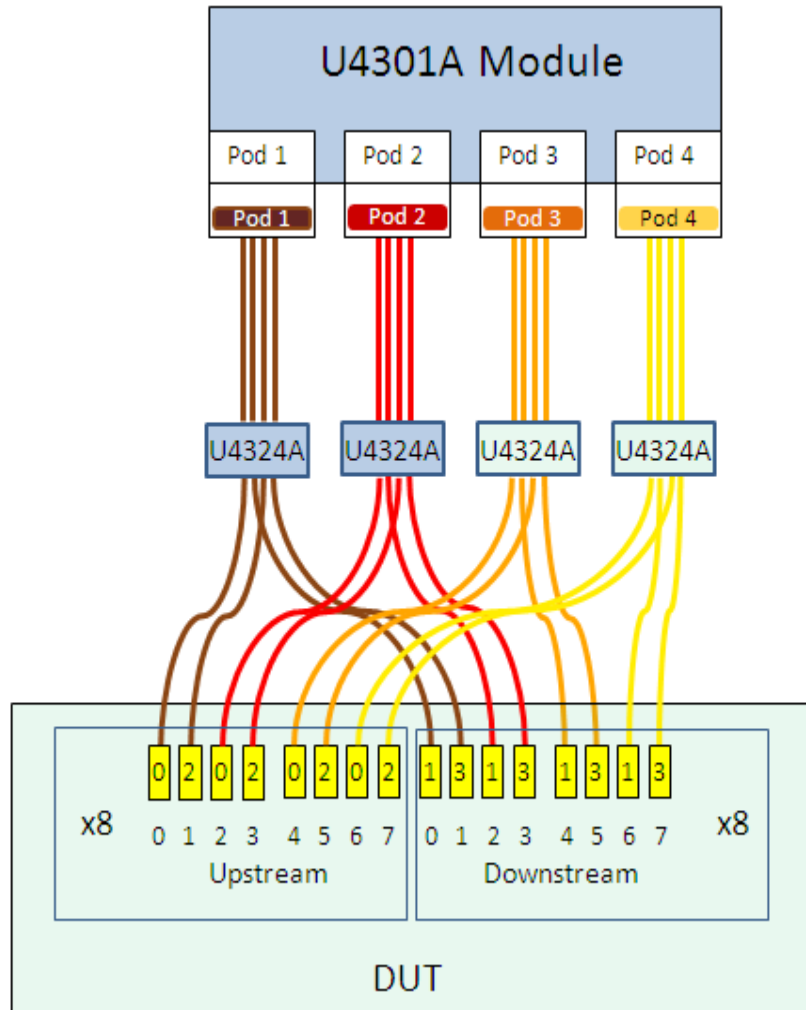 U4301A Module
Pod 1 Pod 2 Pod 3 Pod 4
Pod 1 Pod 2 Pod 3 Pod 4
U4324A U4324A U4324A U4324A
0 2 0 2 0 2 0 2 1 3 1 3 1 3 1 3
x8 0 1 2 3 4 5 6 7 0 1 2 3 4 5 6 7 x8
Upstream Downstream
DUT